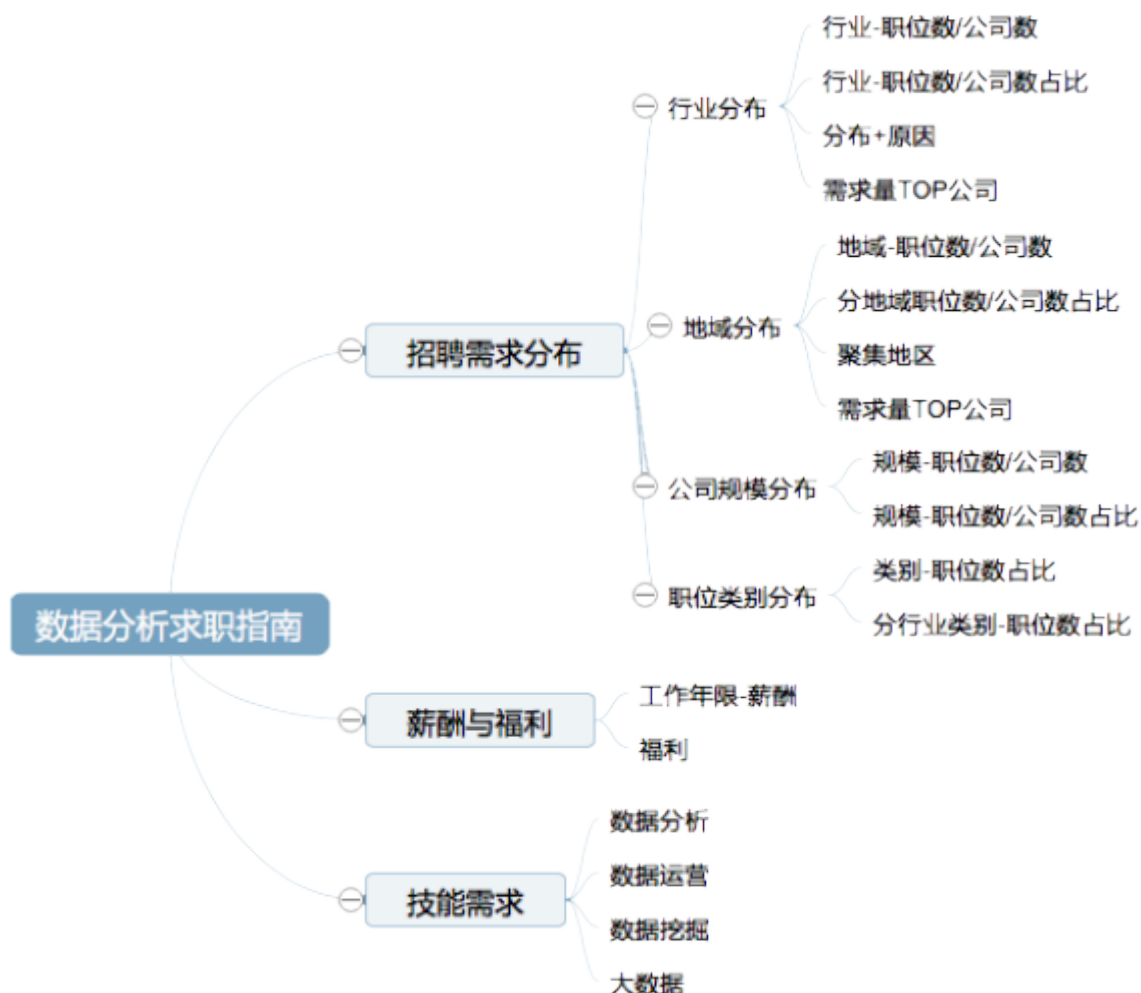 数据分析求职指南
招聘需求分布
行业分布
行业-职位数/公司数
行业-职位数/公司数占比
分布+原因
需求量TOP公司
地域分布
地域-职位数/公司数
分地域职位数/公司数占比
聚集地区
需求量TOP公司
公司规模分布
规模-职位数/公司数
规模-职位数/公司数占比
职位类别分布
类别-职位数占比
分行业类别-职位数占比
薪酬与福利
工作年限-薪酬
福利
技能需求
数据分析
数据运营
数据挖掘
大数据